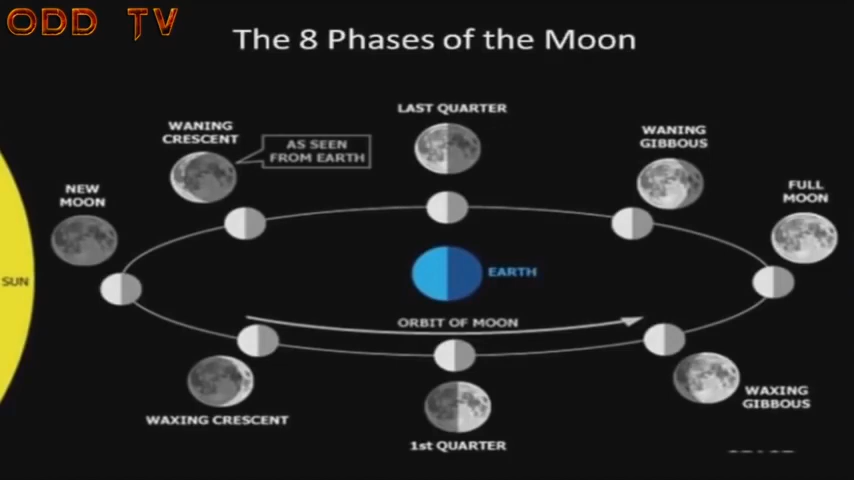 ODD TV
The 8 Phases of the Moon
LAST QUARTER
WANING
CRESCENT
AS SEEN
FROM EARTH
WANING
GIBBOUS
NEW
MOON
FULL
MOON
SUN
EARTH
ORBIT OF MOON
WAXING CRESCENT
WAXING
GIBBOUS
1st QUARTER